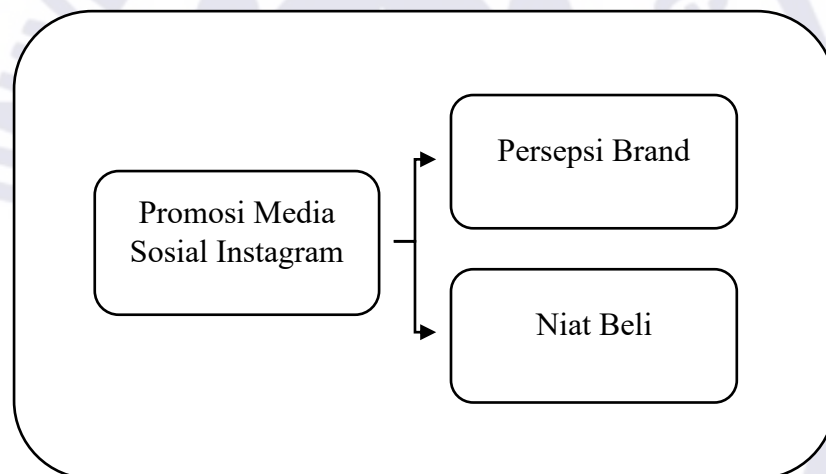 Promosi Media
Sosial Instagram
Persepsi Brand
Niat Beli